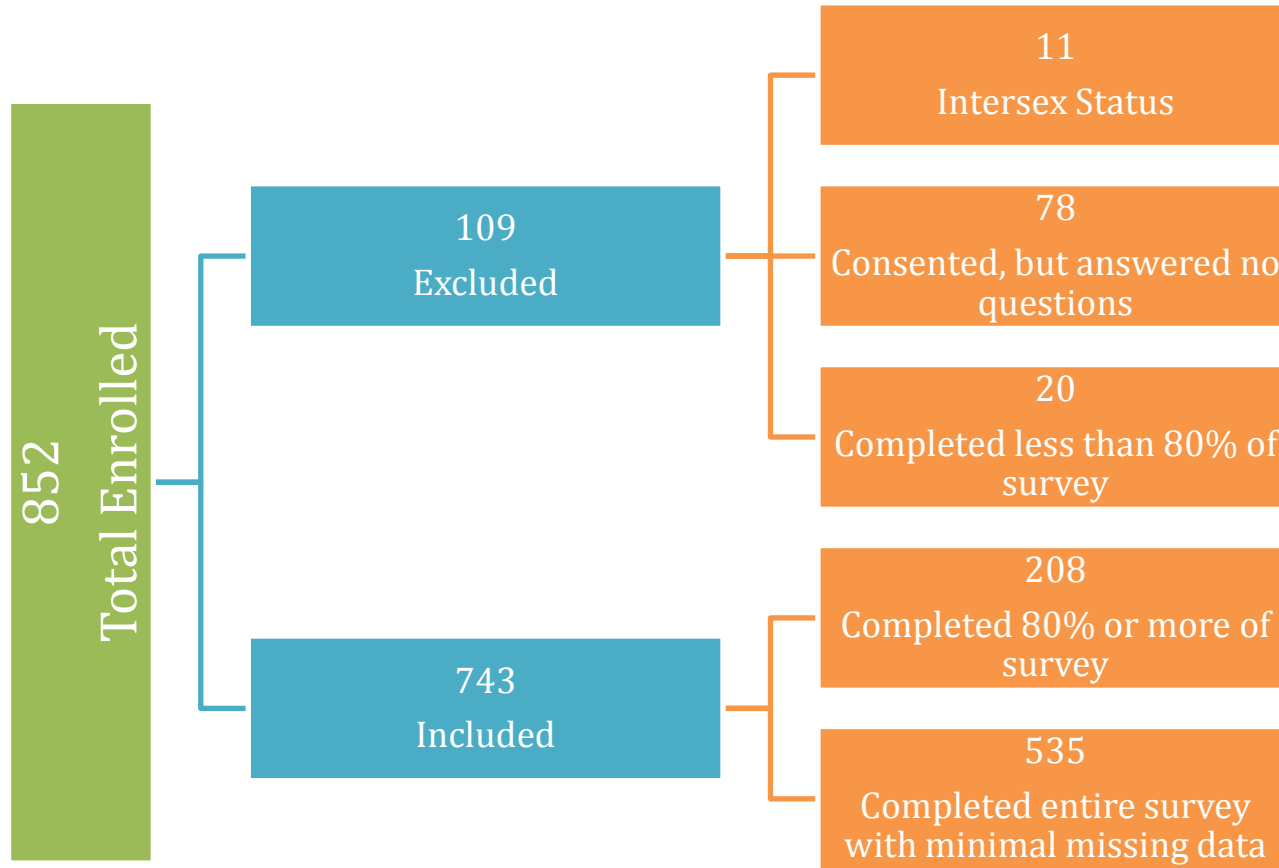 852
Total Enrolled
109
Excluded
743
Included
11
Intersex Status
78
Consented, but answered no
questions
20
Completed less than 80% of
survey
208
Completed 80% or more of
survey
535
Completed entire survey
with minimal missing data